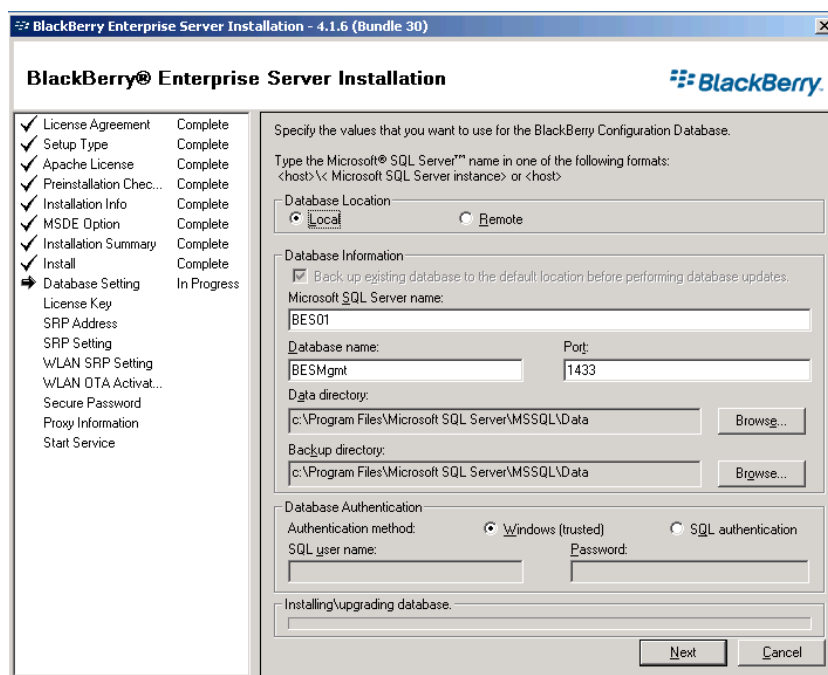 BlackBerry Enterprise Server Installation - 4.1.6 (Bundle 30)
BlackBerry® Enterprise Server Installation
BlackBerry.
License Agreement Complete
Setup Type Complete
Apache License Complete
Preinstallation Chec... Complete
Installation Info Complete
MSDE Option Complete
Installation Summary Complete
Install Complete
Database Setting In Progress
License Key
SRP Address
SRP Setting
WLAN SRP Setting
WLAN OTA Activat...
Secure Password
Proxy Information
Start Service
Specify the values that you want to use for the BlackBerry Configuration Database.
Type the Microsoft® SQL Server™ name in one of the following formats:
<host>\< Microsoft SQL Server instance> or <host>
Database Location
Local Remote
Database Information
Back up existing database to the default location before performing database updates.
Microsoft SQL Server name:
BES01
Database name: Port:
BESMgmt 1433
Data directory:
c:\Program Files\Microsoft SQL Server\MSSQL\Data Browse...
Backup directory:
c:\Program Files\Microsoft SQL Server\MSSQL\Data Browse...
Database Authentication
Authentication method: Windows (trusted) SQL authentication
SQL user name: Password:
Installing\upgrading database.
Next Cancel